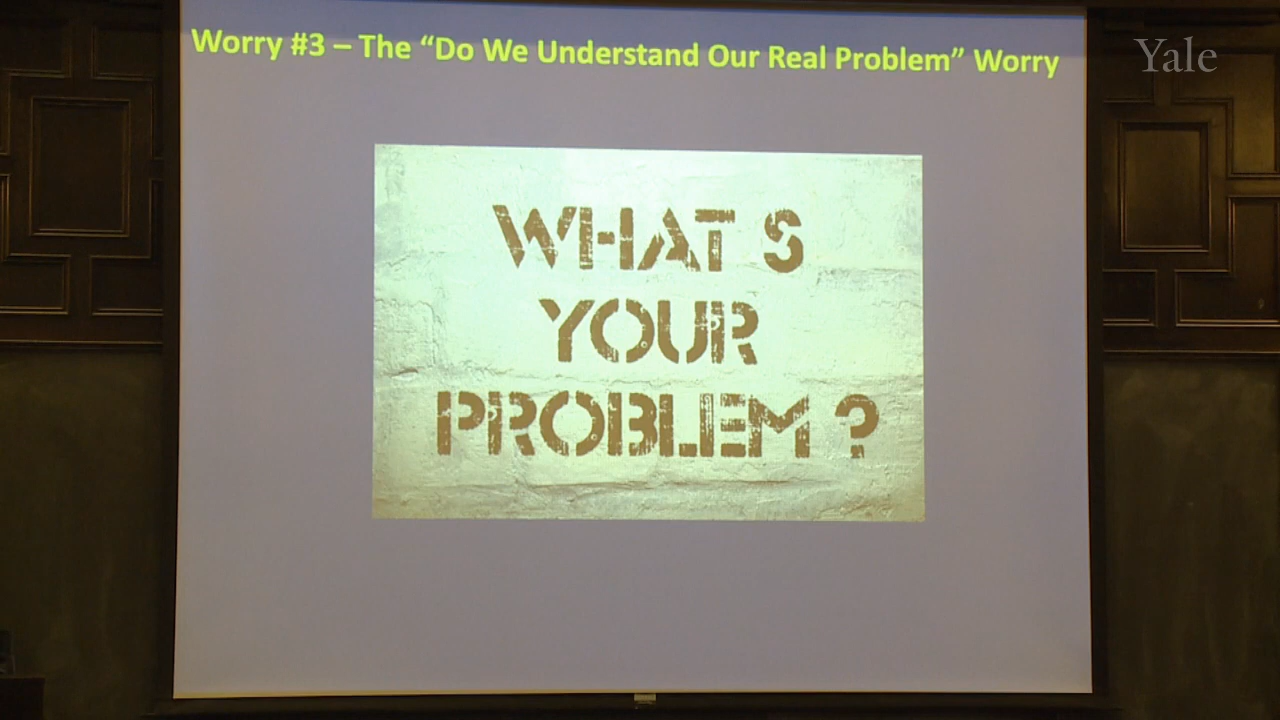 Worry #3 – The “Do We Understand Our Real Problem” Worry
Yale
WHAT S
YOUR
PROBLEM ?